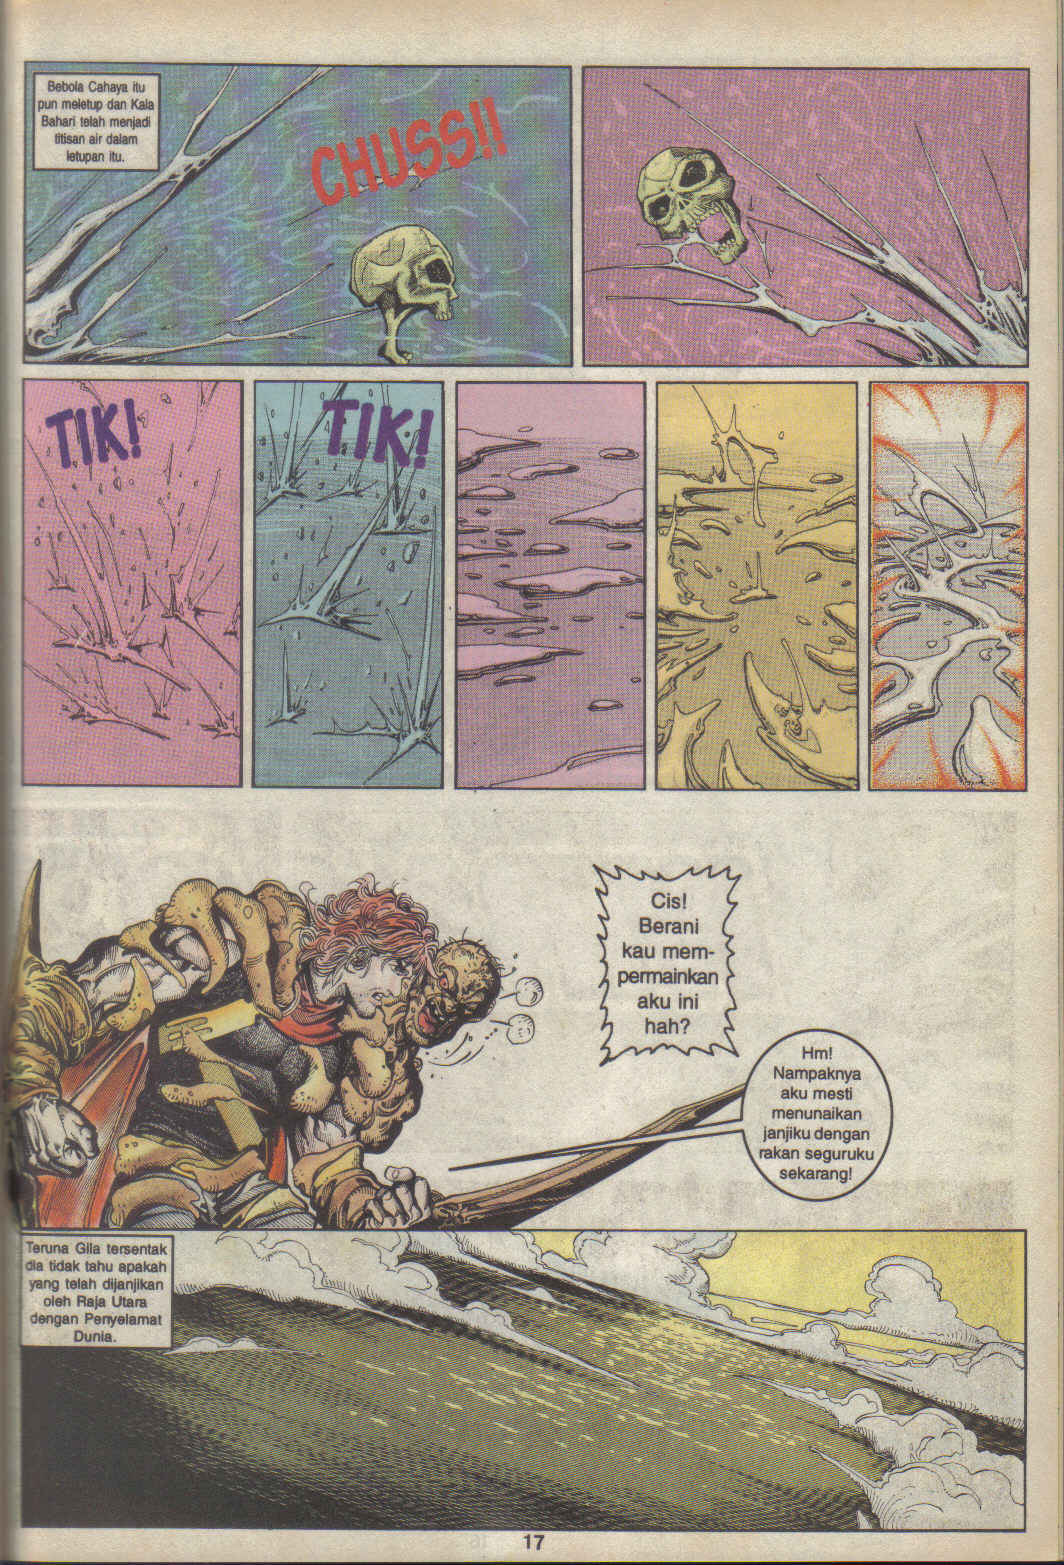 Bebola Cahaya itu
pun meletup dan Kala
Bahari telah menjadi
titisan air dalam
letupan itu.
CHUSS!!
TIK!
TIK!
Cis!
Berani
kau mem-
permainkan
aku ini
hah?
Hm!
Nampaknya
aku mesti
menunaikan
janjiku dengan
rakan seguruku
sekarang!
Teruna Gila tersentak
dia tidak tahu apakah
yang telah dijanjikan
oleh Raja Utara
dengan Penyelamat
Dunia.
17